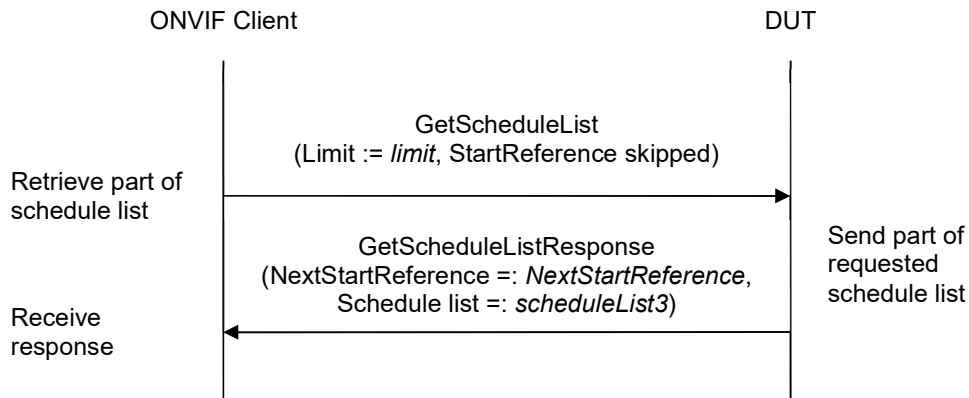 ONVIF Client
DUT
GetScheduleList
(Limit := limit, StartReference skipped)
Retrieve part of
schedule list
GetScheduleListResponse
(NextStartReference =: NextStartReference,
Schedule list =: scheduleList3)
Send part of
requested
schedule list
Receive
response